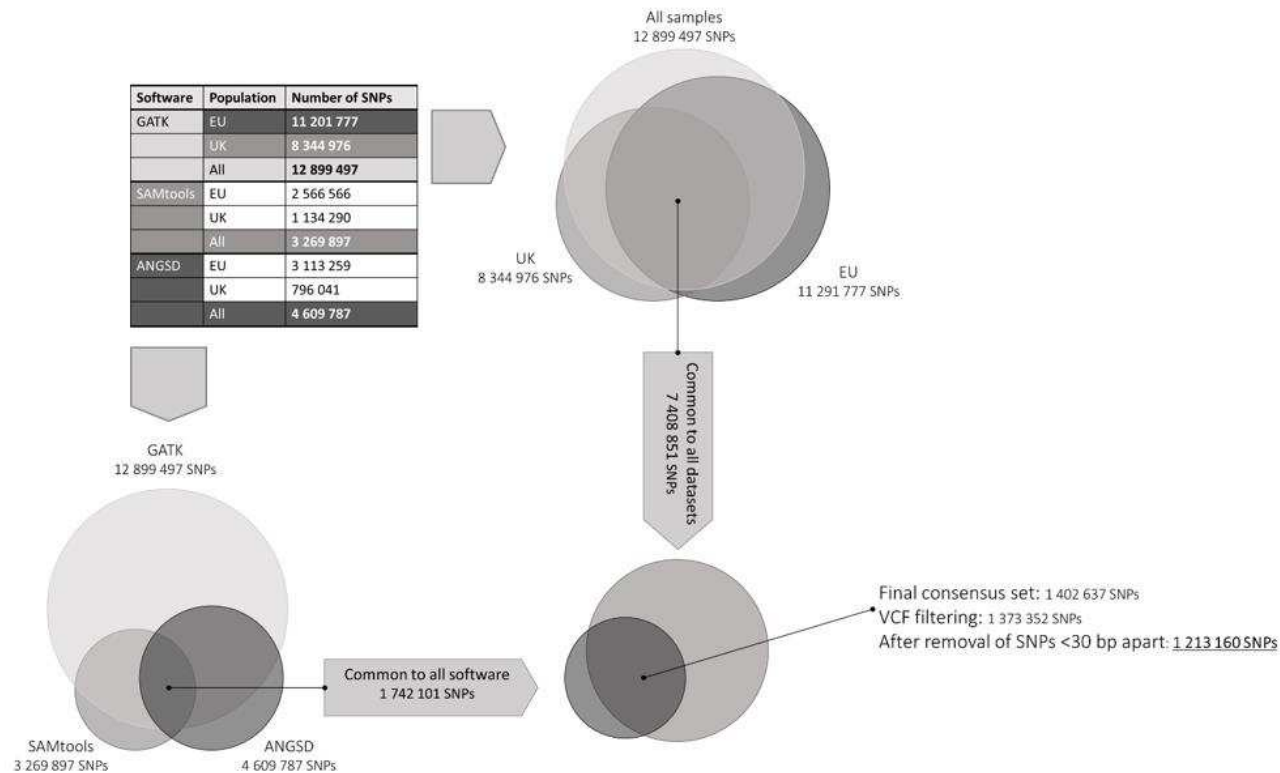 All samples
12 899 497 SNPs
Software Population Number of SNPs
GATK EU 11 201 777
UK 8 344 976
All 12 899 497
SAMtools EU 2 566 566
UK 1 134 290
All 3 269 897
ANGSD EU 3 113 259
UK 796 041
All 4 609 787
UK
8 344 976 SNPs
EU
11 291 777 SNPs
Common to all datasets
7 408 851 SNPs
GATK
12 899 497 SNPs
Final consensus set: 1 402 637 SNPs
VCF filtering: 1 373 352 SNPs
After removal of SNPs <30 bp apart: 1 213 160 SNPs
Common to all software
1 742 101 SNPs
SAMtools
3 269 897 SNPs
ANGSD
4 609 787 SNPs